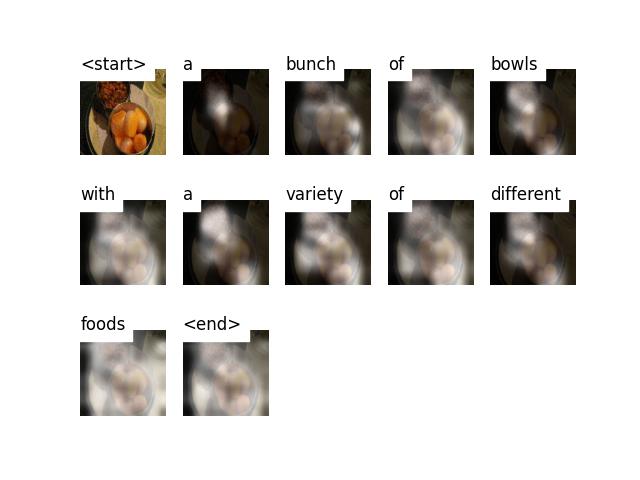 <start> a bunch of bowls
with a variety of different
foods <end>